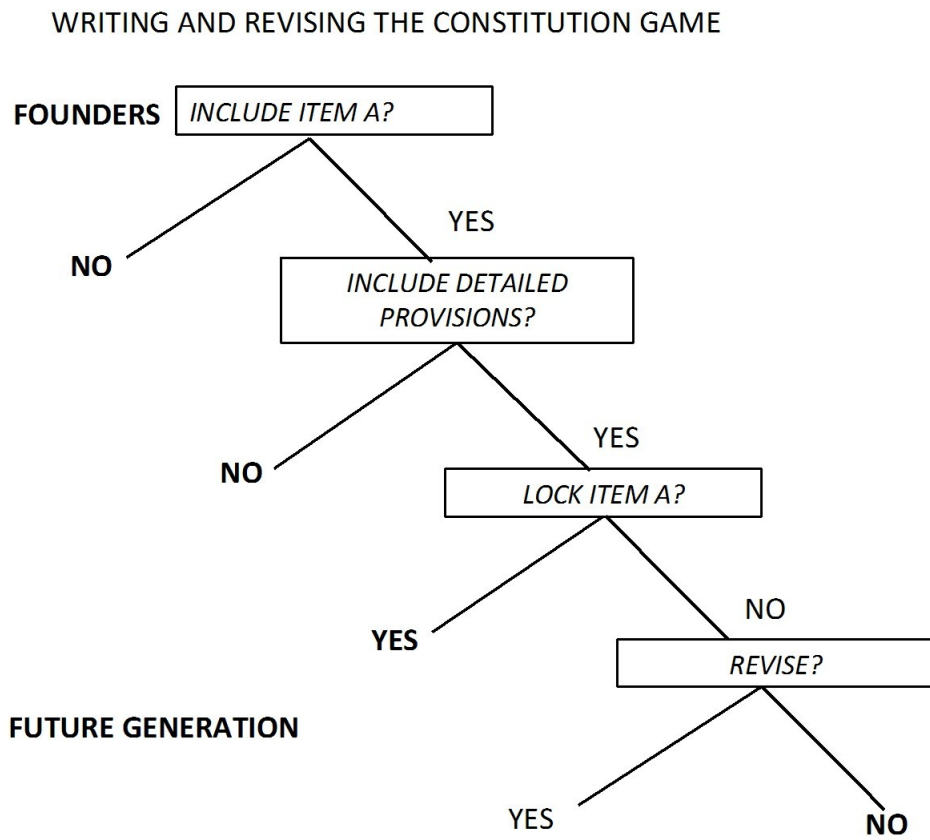 WRITING AND REVISING THE CONSTITUTION GAME
FOUNDERS
INCLUDE ITEM A?
YES
NO
INCLUDE DETAILED
PROVISIONS?
YES
NO
LOCK ITEM A?
NO
YES
REVISE?
FUTURE GENERATION
YES
NO